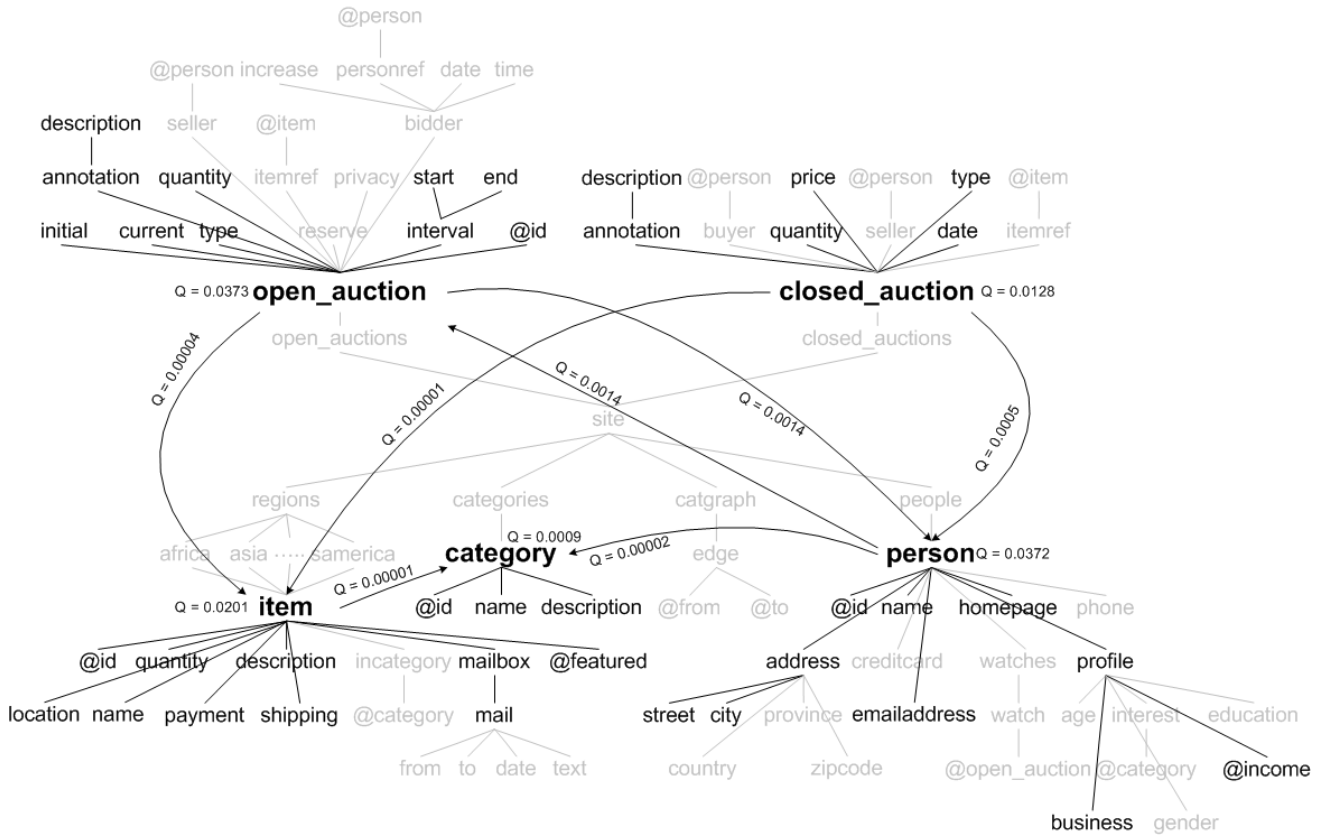 @person
@person increase personref date time
description seller @item bidder
annotation quantity itemref privacy start end description @person price @person type @item
initial current type reserve interval @id annotation buyer quantity seller date itemref
Q = 0.0373 open_auction closed_auction Q = 0.0128
open_auctions closed_auctions
Q = 0.00004 Q = 0.00001 Q = 0.0014 Q = 0.0014 Q = 0.0005
site
regions categories catgraph people
africa asia ..... samerica category Q = 0.0009 Q = 0.00002 edge person Q = 0.0372
Q = 0.00001
Q = 0.0201 item @id name description @from @to @id name homepage phone
@id quantity description incategory mailbox @featured address creditcard watches profile
location name payment shipping @category mail street city province emailaddress watch age interest education
from to date text country zipcode @open_auction @category @income
business gender